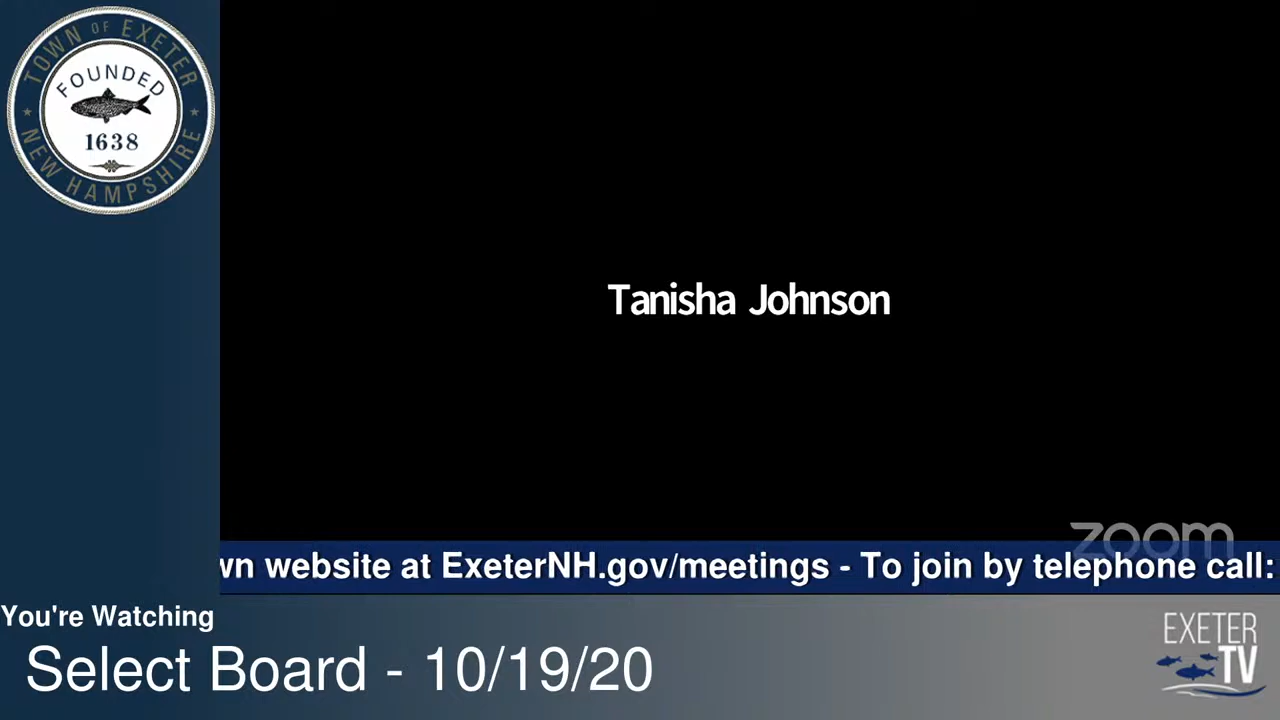 TOWN OF EXETER
FOUNDED
1638
NEW HAMPSHIRE
Tanisha Johnson
zoom
wn website at ExeterNH.gov/meetings - To join by telephone call:
You're Watching
Select Board - 10/19/20
EXETER
TV